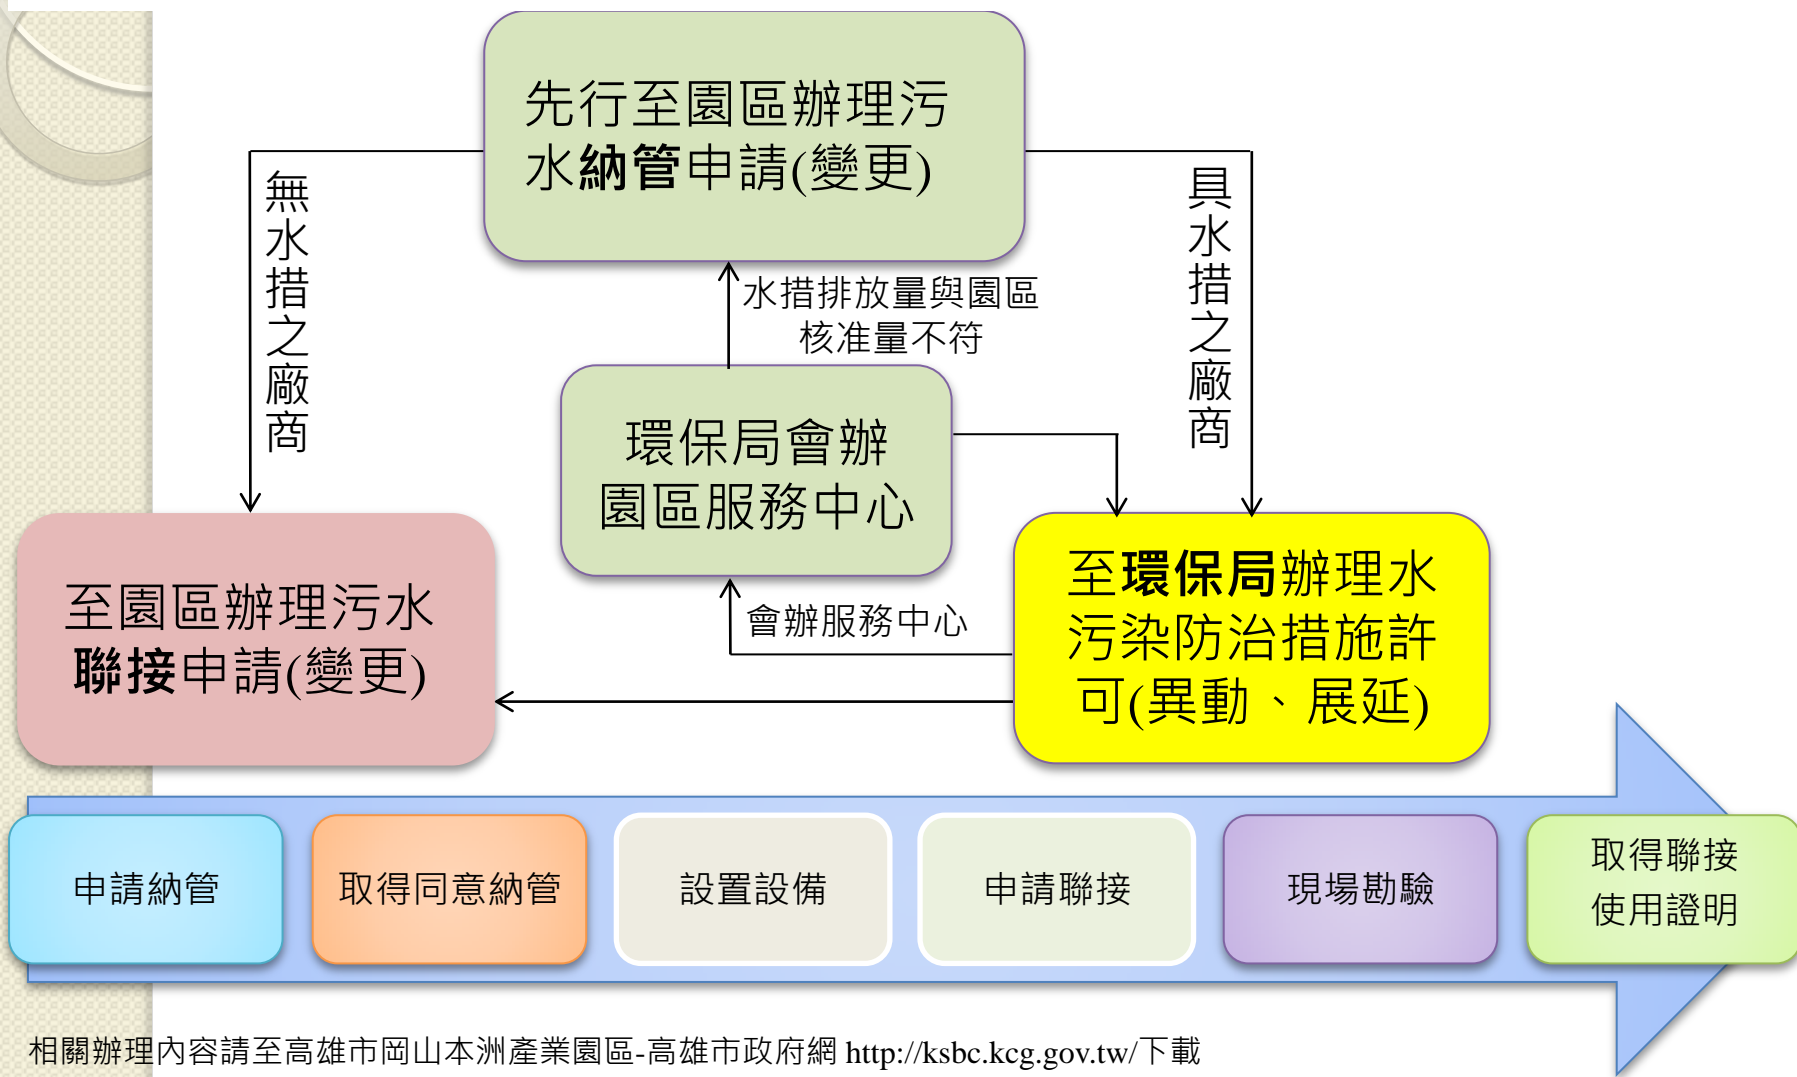 先行至園區辦理污
水納管申請(變更)
無水措之廠商
具水措之廠商
水措排放量與園區
核准量不符
環保局會辦
園區服務中心
至園區辦理污水
聯接申請(變更)
會辦服務中心
至環保局辦理水
污染防治措施許
可(異動、展延)
申請納管
取得同意納管
設置設備
申請聯接
現場勘驗
取得聯接
使用證明
相關辦理內容請至高雄市岡山本洲產業園區-高雄市政府網 http://ksbc.kcg.gov.tw/下載